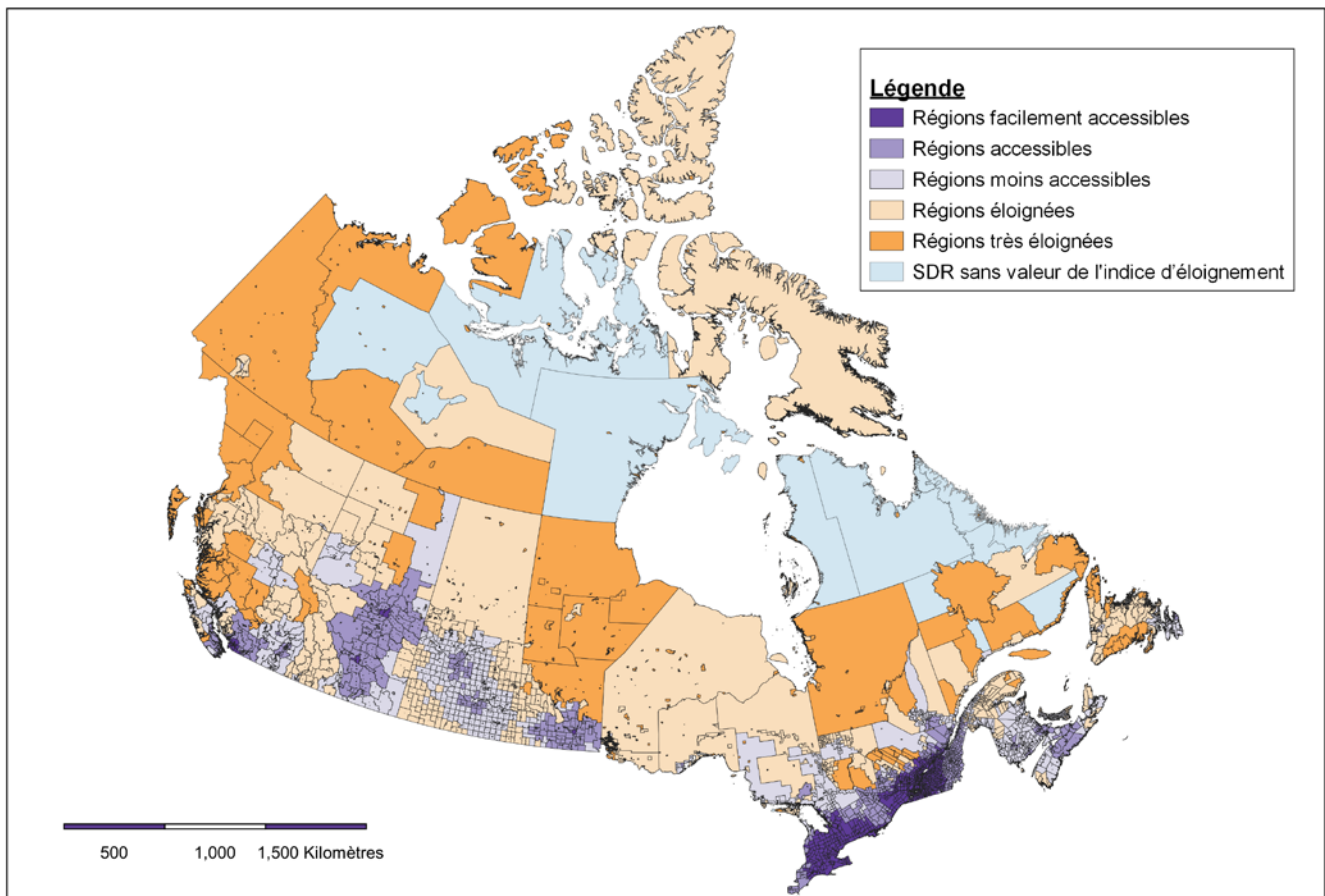 Légende
Régions facilement accessibles
Régions accessibles
Régions moins accessibles
Régions éloignées
Régions très éloignées
SDR sans valeur de l'indice d'éloignement
500 1,000 1,500 Kilomètres